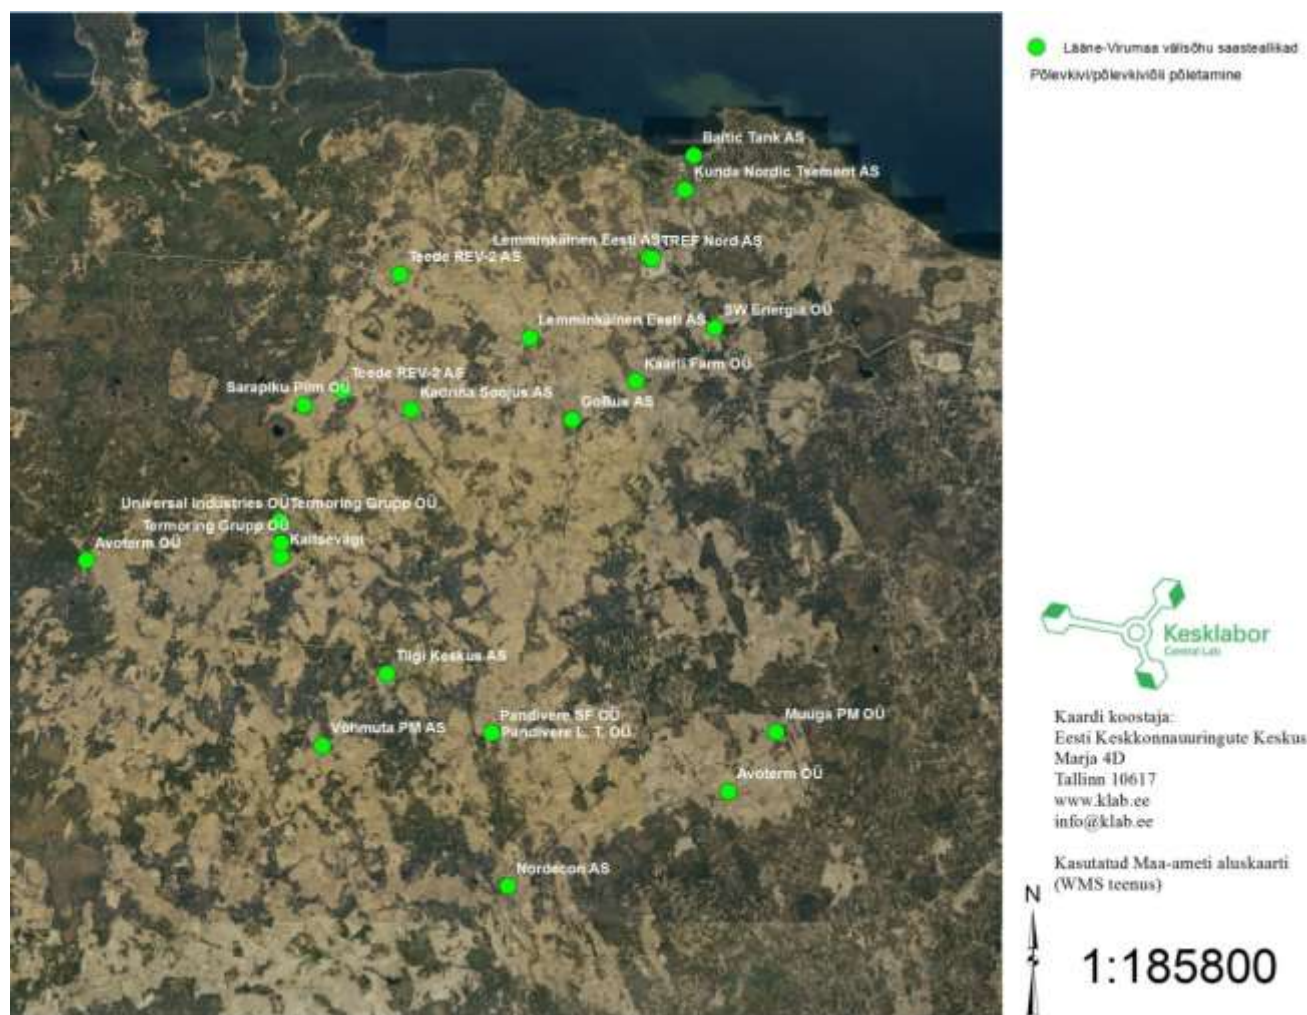 Lääne-Virumaa välisõhu saasteallikad
Põlevkivi/põlevkiviõli põletamine
Baltic Tank AS
Kunda Nordic Tsement AS
Lemminkäinen Eesti AS
TREF Nord AS
Teede REV-2 AS
SW Energia OÜ
Lemminkäinen Eesti AS
Kaarli Farm OÜ
Teede REV-2 AS
Sarapiku Piim OÜ
Kadrina Soojus AS
GoBus AS
Universal Industries OÜ
Termoring Grupp OÜ
Termoring Grupp OÜ
Kaitsevägi
Avoterm OÜ
Tiigi Keskus AS
Pandivere SF OÜ
Pandivere E. T. OÜ
Muuga PM OÜ
Võhmuta PM AS
Avoterm OÜ
Nordecon AS
Kesklabor
Central Lab
Kaardi koostaja:
Eesti Keskkonnauuringute Keskus
Marja 4D
Tallinn 10617
www.klab.ee
info@klab.ee
Kasutatud Maa-ameti aluskaarti
(WMS teenus)
N
1:185800